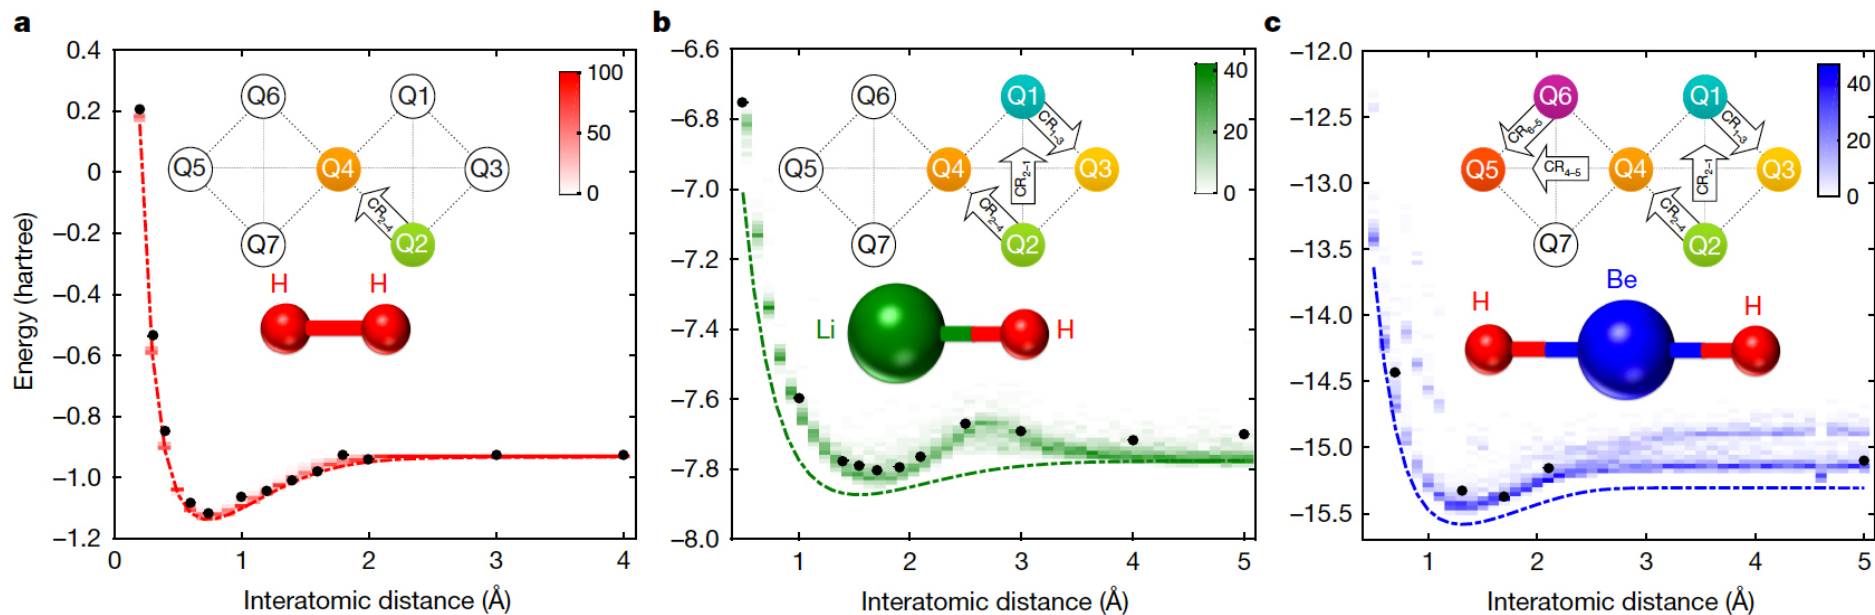 a
0.4
0.2
0
−0.2
−0.4
−0.6
−0.8
−1.0
−1.2
Energy (hartree)
0
1
2
3
4
Interatomic distance (Å)
100
50
0
Q6
Q1
Q5
Q4
Q3
Q7
Q2
CR2–4
H
H
b
−6.6
−6.8
−7.0
−7.2
−7.4
−7.6
−7.8
−8.0
1
2
3
4
5
Interatomic distance (Å)
40
20
0
Q6
Q1
Q5
Q4
Q3
Q7
Q2
CR1–3
CR2–1
CR2–4
Li
H
c
−12.0
−12.5
−13.0
−13.5
−14.0
−14.5
−15.0
−15.5
1
2
3
4
5
Interatomic distance (Å)
40
20
0
Q6
Q1
Q5
Q4
Q3
Q7
Q2
CR6–5
CR4–5
CR1–3
CR2–1
CR2–4
H
Be
H